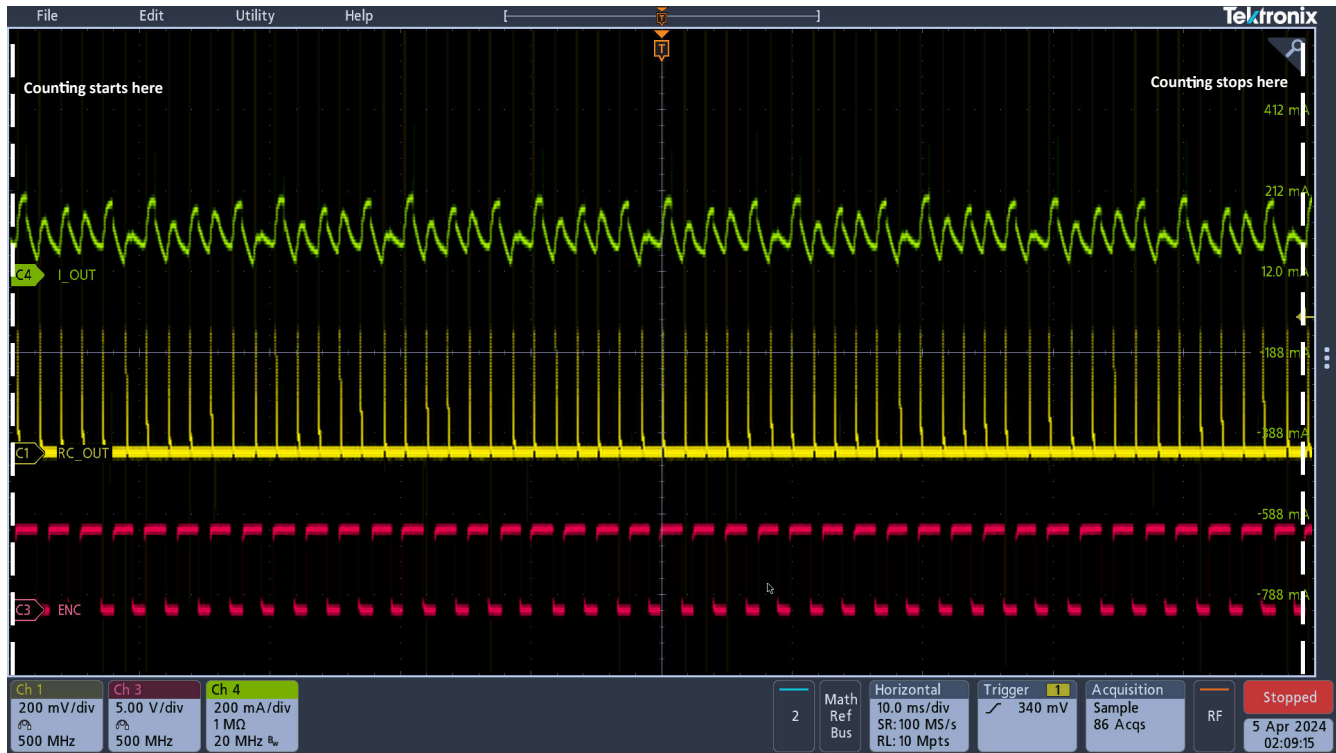 File Edit Utility Help
T
Tektronix
T
Counting starts here
Counting stops here
412 mA
212 mA
C4 I_OUT
12.0 mA
-188 mA
-388 mA
C1 RC_OUT
-588 mA
C3 ENC
-788 mA
Ch 1
200 mV/div
500 MHz
Ch 3
5.00 V/div
500 MHz
Ch 4
200 mA/div
1 MΩ
20 MHz Bw
2
Math
Ref
Bus
Horizontal
10.0 ms/div
SR: 100 MS/s
RL: 10 Mpts
Trigger 1
340 mV
Acquisition
Sample
86 Acqs
RF
Stopped
5 Apr 2024
02:09:15